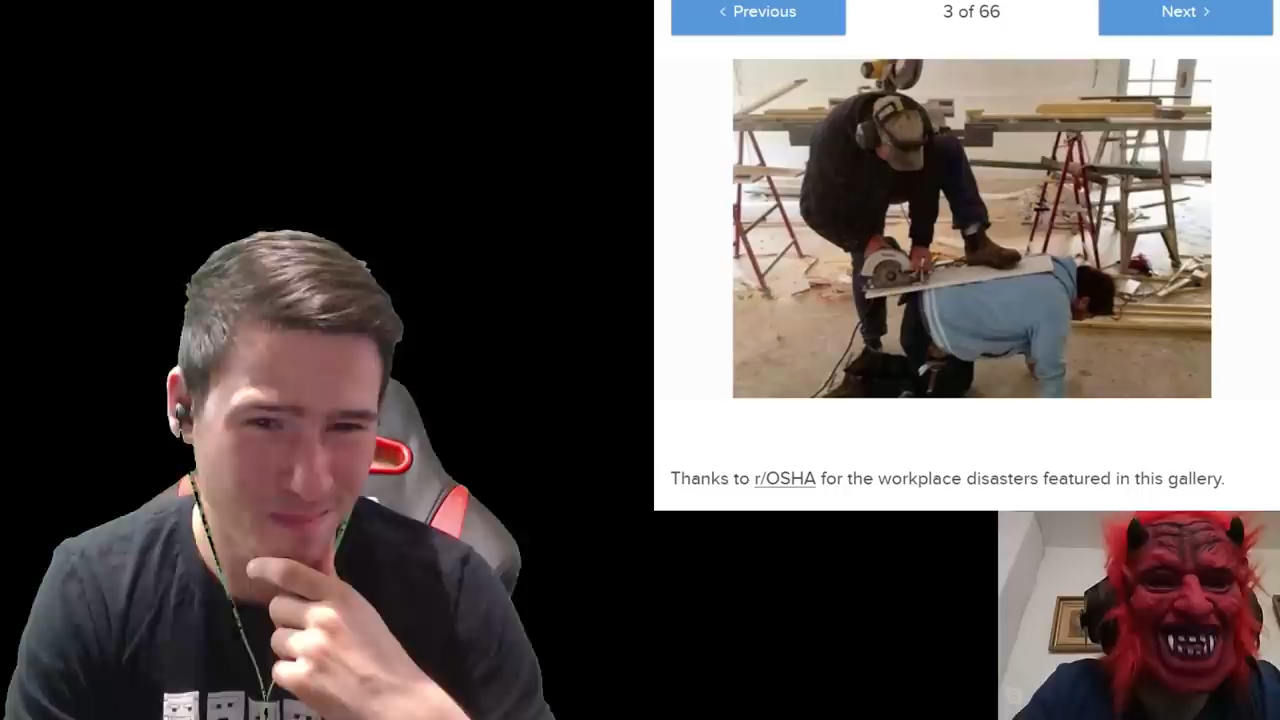 Previous
3 of 66
Next
Thanks to r/OSHA for the workplace disasters featured in this gallery.